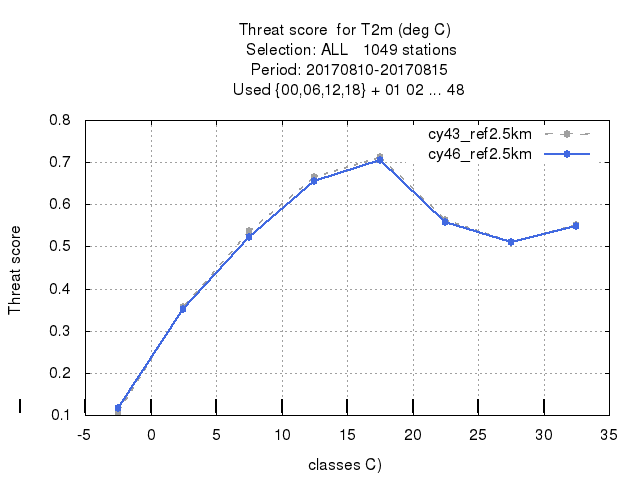 Threat score  for T2m (deg C)
Selection: ALL   1049 stations
Period: 20170810-20170815
Used {00,06,12,18} + 01 02 ... 48
cy43_ref2.5km
cy46_ref2.5km
Threat score
0.8
0.7
0.6
0.5
0.4
0.3
0.2
0.1
-5 0 5 10 15 20 25 30 35
classes C)